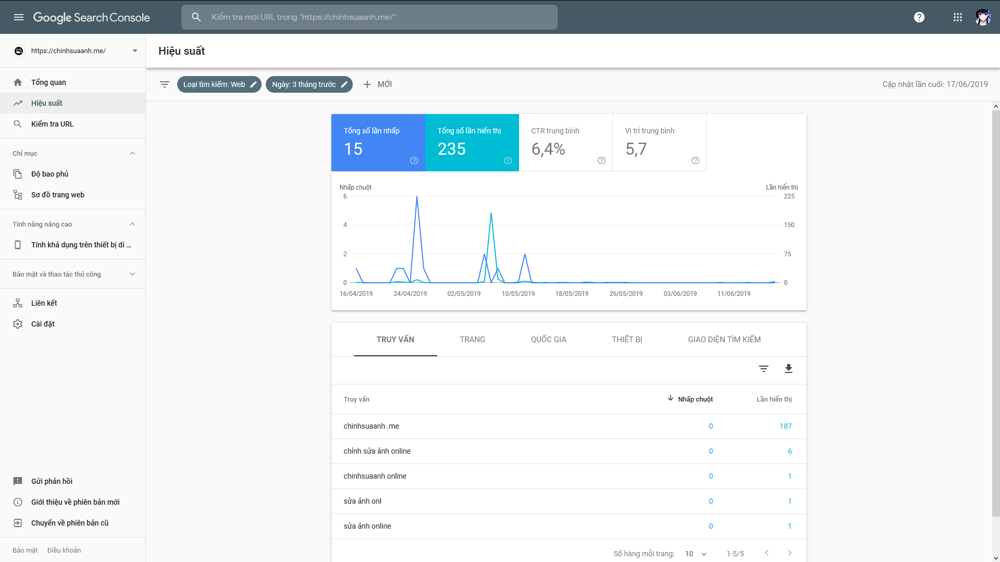 Google Search Console
Kiểm tra mọi URL trong "https://chinhsuaanh.me/"
https://chinhsuaanh.me/
Tổng quan
Hiệu suất
Kiểm tra URL
Chỉ mục
Độ bao phủ
Sơ đồ trang web
Tính năng nâng cao
Tính khả dụng trên thiết bị di ...
Bảo mật và thao tác thủ công
Liên kết
Cài đặt
Gửi phản hồi
Giới thiệu về phiên bản mới
Chuyển về phiên bản cũ
Bảo mật Điều khoản
Hiệu suất
Loại tìm kiếm: Web Ngày: 3 tháng trước MỚI Cập nhật lần cuối: 17/06/2019
Tổng số lần nhấp Tổng số lần hiển thị CTR trung bình Vị trí trung bình
15 235 6,4% 5,7
Nhấp chuột Lần hiển thị
6 225
4 150
2 75
0 0
16/04/2019 24/04/2019 02/05/2019 10/05/2019 18/05/2019 26/05/2019 03/06/2019 11/06/2019
TRUY VẤN TRANG QUỐC GIA THIẾT BỊ GIAO DIỆN TÌM KIẾM
Truy vấn Nhấp chuột Lần hiển thị
chinhsuaanh .me 0 187
chỉnh sửa ảnh online 0 6
chinhsuaanh online 0 1
sửa ảnh onl 0 1
sửa ảnh online 0 1
Số hàng mỗi trang: 10 1-5/5